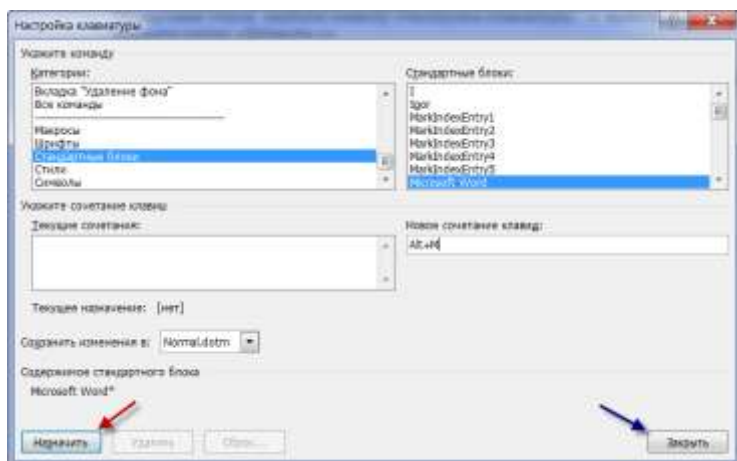 Настройка клавиатуры
Укажите команду
Категории:
Вкладка "Удаление фона"
Все команды
Макросы
Шрифты
Стандартные блоки
Стили
Символы
Стандартные блоки:
I
Igor
MarkIndexEntry1
MarkIndexEntry2
MarkIndexEntry3
MarkIndexEntry4
MarkIndexEntry5
Microsoft Word
Укажите сочетание клавиш
Текущие сочетания:
Новое сочетание клавиш:
Alt+M
Текущее назначение: [нет]
Сохранить изменения в: Normal.dotm
Содержимое стандартного блока
Microsoft Word®
Назначить
Удалить
Сброс...
Закрыть